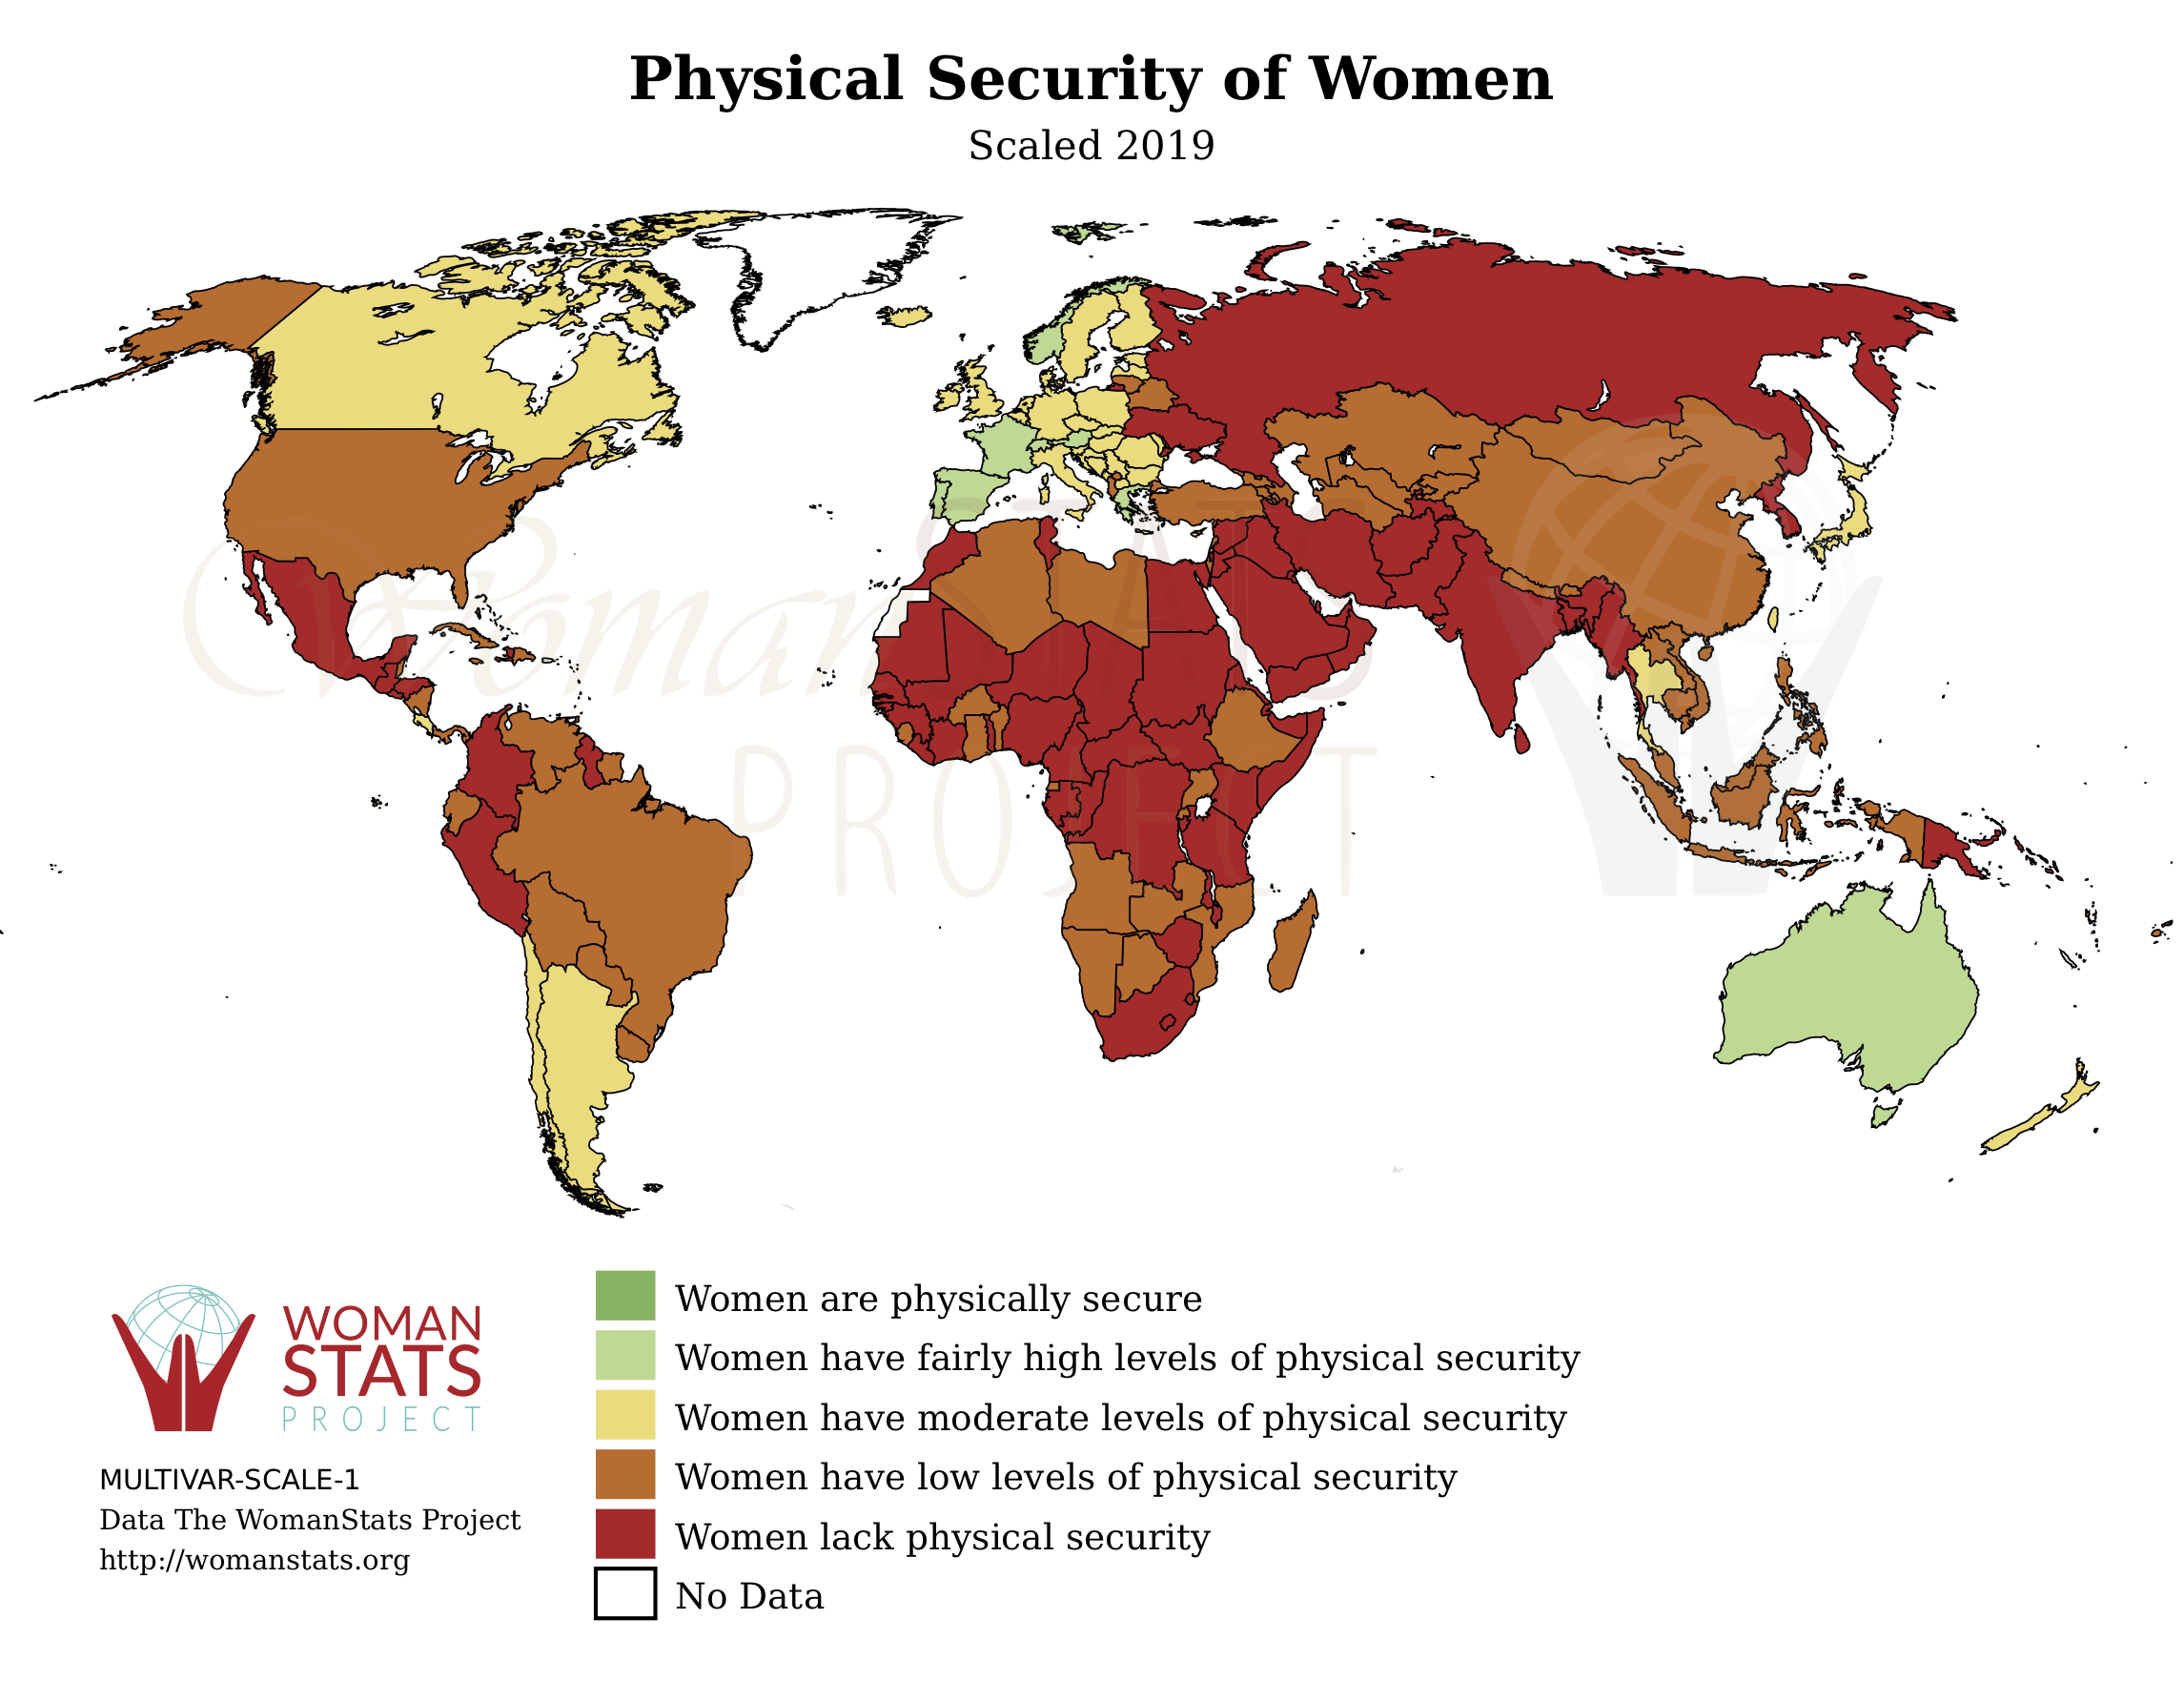 Physical Security of Women
Scaled 2019
WomanSTATS
PROJECT
Women are physically secure
Women have fairly high levels of physical security
Women have moderate levels of physical security
Women have low levels of physical security
Women lack physical security
No Data
WOMAN
STATS
PROJECT
MULTIVAR-SCALE-1
Data The WomanStats Project
http://womanstats.org